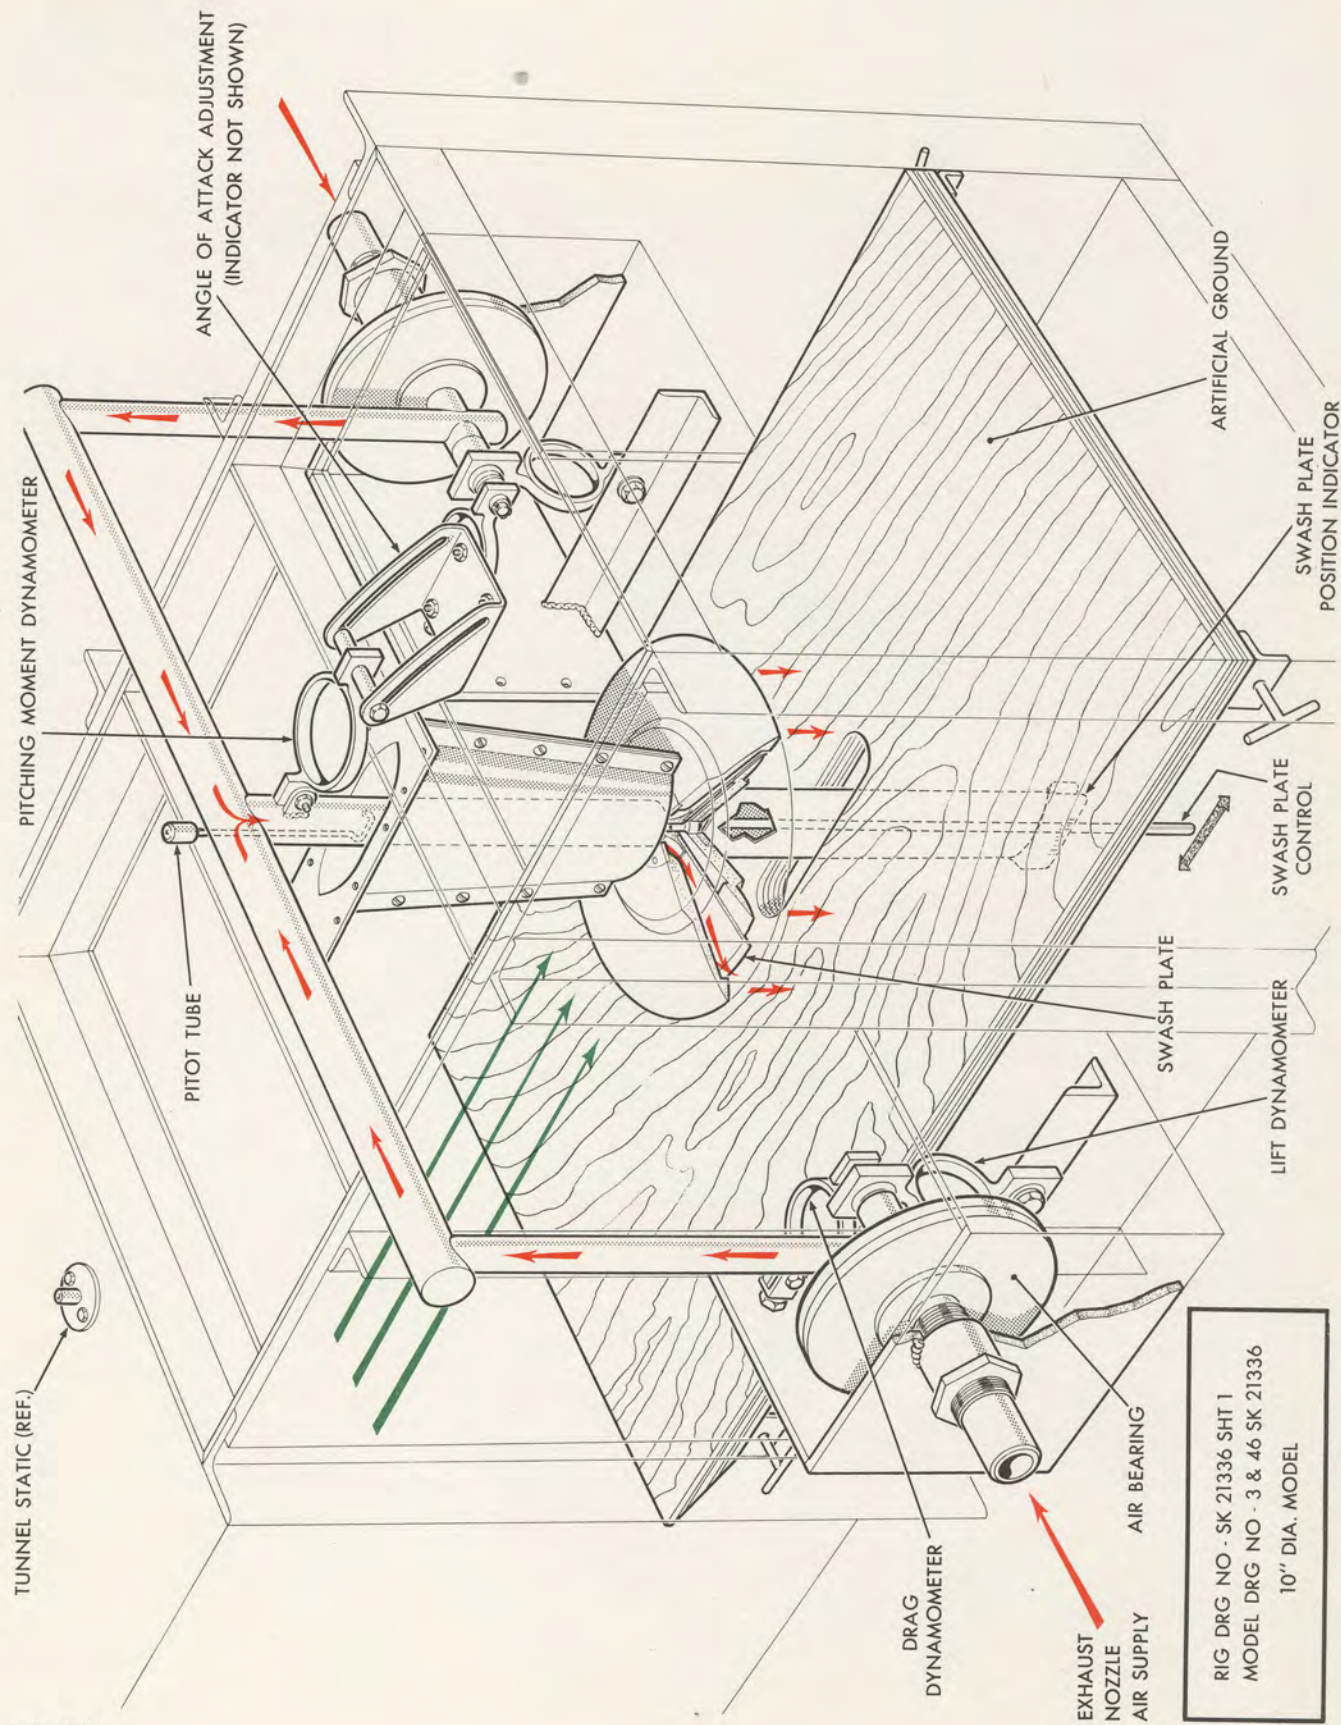 TUNNEL STATIC (REF.)
PITOT TUBE
PITCHING MOMENT DYNAMOMETER
ANGLE OF ATTACK ADJUSTMENT
(INDICATOR NOT SHOWN)
DRAG
DYNAMOMETER
EXHAUST
NOZZLE
AIR SUPPLY
AIR BEARING
LIFT DYNAMOMETER
SWASH PLATE
SWASH PLATE
CONTROL
SWASH PLATE
POSITION INDICATOR
ARTIFICIAL GROUND
RIG DRG NO - SK 21336 SHT 1
MODEL DRG NO - 3 & 46 SK 21336
10" DIA. MODEL